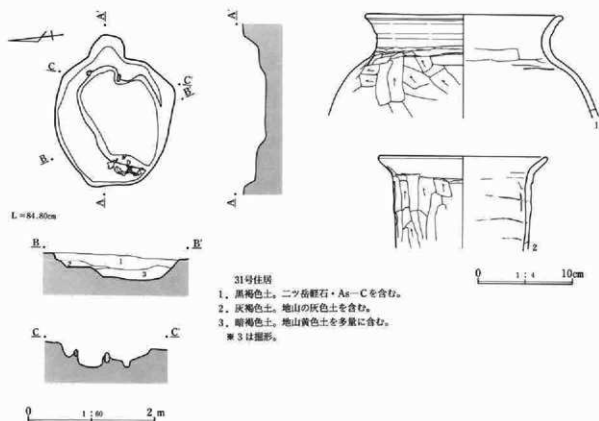 A'
A'
C
C'
B'
B
A
A
L=84.80cm
B
B'
1
2
3
C
C'
0 1:60 2 m
31号住居
1. 黒褐色土。二ツ岳軽石・As-Cを含む。
2. 灰褐色土。地山の灰色土を含む。
3. 暗褐色土。地山黄色土を多量に含む。
※3は掘形。
1
2
0 1:4 10cm